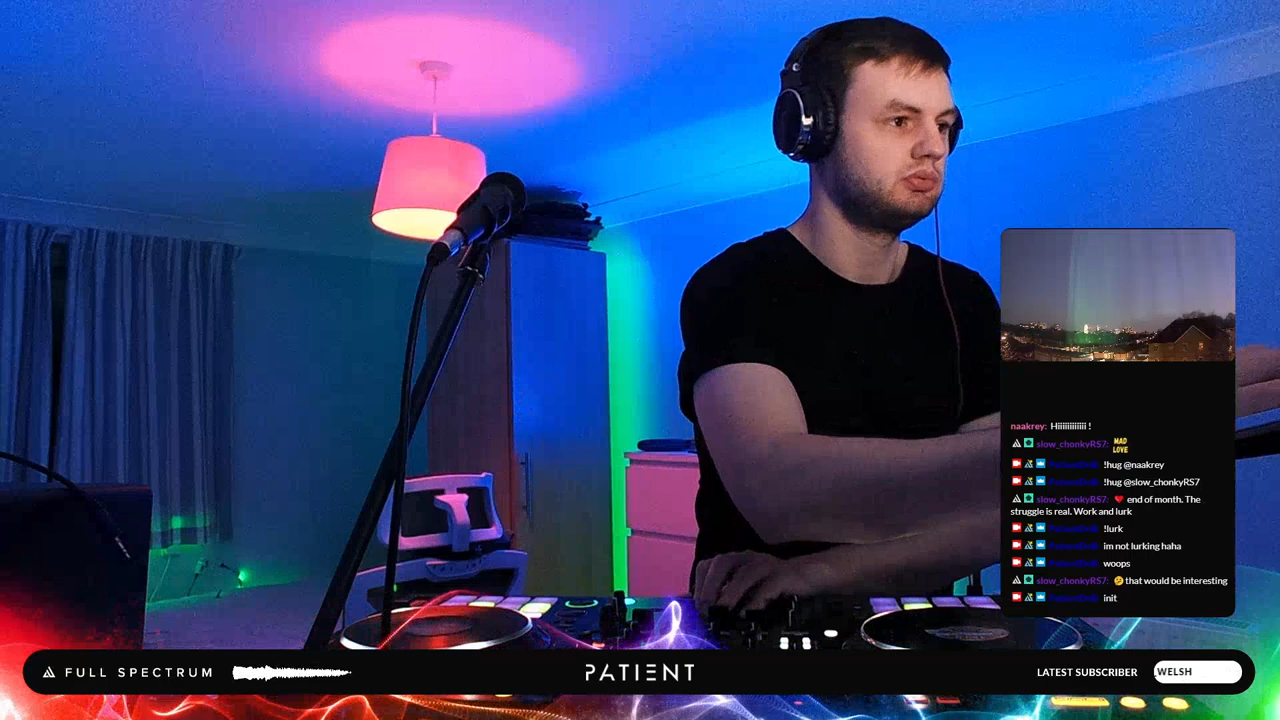 naakrey: Hiiiiiiiiiiiii !
slow_chonkyRS7: MAD
LOVE
!hug @naakrey
!hug @slow_chonkyRS7
slow_chonkyRS7: end of month. The
struggle is real. Work and lurk
!lurk
im not lurking haha
woops
slow_chonkyRS7: that would be interesting
init
FULL SPECTRUM
PATIENT
LATEST SUBSCRIBER
WELSH